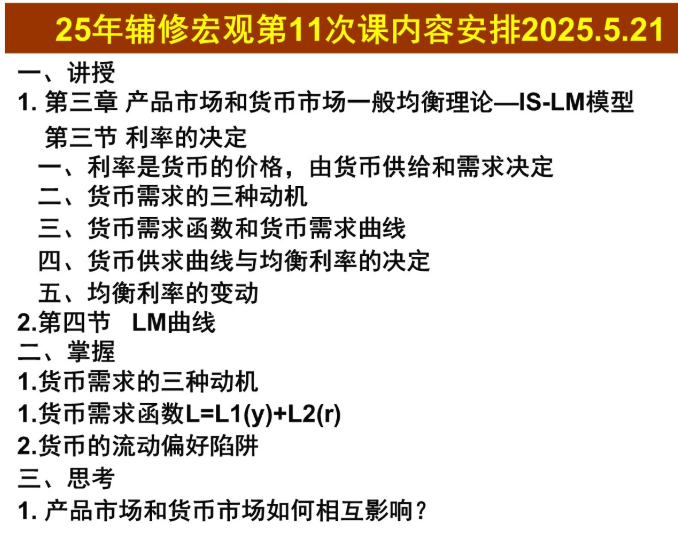 25年辅修宏观第11次课内容安排2025.5.21
一、讲授
1. 第三章 产品市场和货币市场一般均衡理论—IS-LM模型
第三节 利率的决定
一、利率是货币的价格，由货币供给和需求决定
二、货币需求的三种动机
三、货币需求函数和货币需求曲线
四、货币供求曲线与均衡利率的决定
五、均衡利率的变动
2.第四节 LM曲线
二、掌握
1.货币需求的三种动机
1.货币需求函数L=L1(y)+L2(r)
2.货币的流动偏好陷阱
三、思考
1. 产品市场和货币市场如何相互影响？